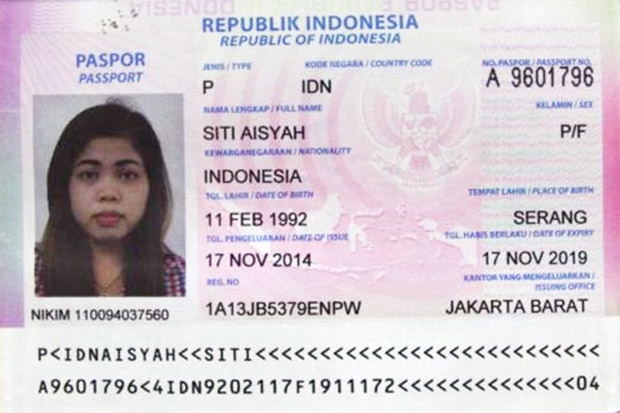 INDONESIA
REPUBLIK INDONESIA
REPUBLIC OF INDONESIA
PASPOR
PASSPORT
JENIS / TYPE KODE NEGARA / COUNTRY CODE NO. PASPOR / PASSPORT NO.
P IDN A 9601796
NAMA LENGKAP / FULL NAME KELAMIN / SEX
SITI AISYAH P/F
KEWARGANEGARAAN / NATIONALITY
INDONESIA
TGL. LAHIR / DATE OF BIRTH TEMPAT LAHIR / PLACE OF BIRTH
11 FEB 1992 SERANG
TGL. PENGELUARAN / DATE OF ISSUE TGL. HABIS BERLAKU / DATE OF EXPIRY
17 NOV 2014 17 NOV 2019
REG. NO KANTOR YANG MENGELUARKAN /
ISSUING OFFICE
NIKIM 110094037560 1A13JB5379ENPW JAKARTA BARAT
P<IDNAISYAH<<SITI<<<<<<<<<<<<<<<<<<<<<<<<<<<
A9601796<4IDN9202117F1911172<<<<<<<<<<<<<<04